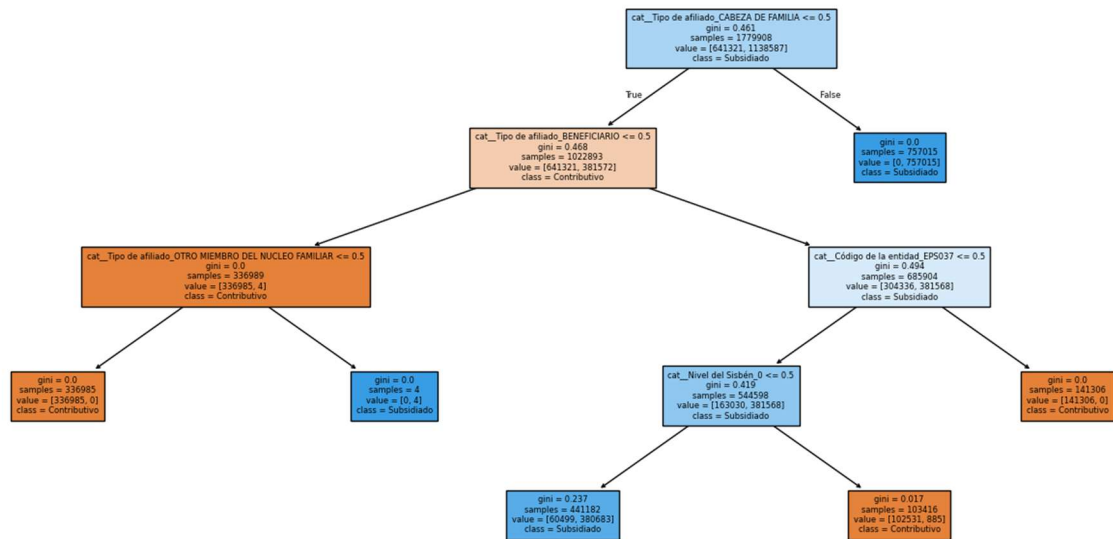 cat__Tipo de afiliado_CABEZA DE FAMILIA <= 0.5
gini = 0.461
samples = 1779908
value = [641321, 1138587]
class = Subsidiado
True
False
cat__Tipo de afiliado_BENEFICIARIO <= 0.5
gini = 0.468
samples = 1022893
value = [641321, 381572]
class = Contributivo
gini = 0.0
samples = 757015
value = [0, 757015]
class = Subsidiado
cat__Tipo de afiliado_OTRO MIEMBRO DEL NUCLEO FAMILIAR <= 0.5
gini = 0.0
samples = 336989
value = [336985, 4]
class = Contributivo
cat__Código de la entidad_EPS037 <= 0.5
gini = 0.494
samples = 685904
value = [304336, 381568]
class = Subsidiado
gini = 0.0
samples = 336985
value = [336985, 0]
class = Contributivo
gini = 0.0
samples = 4
value = [0, 4]
class = Subsidiado
cat__Nivel del Sisbén_0 <= 0.5
gini = 0.419
samples = 544598
value = [163030, 381568]
class = Subsidiado
gini = 0.0
samples = 141306
value = [141306, 0]
class = Contributivo
gini = 0.237
samples = 441182
value = [60499, 380683]
class = Subsidiado
gini = 0.017
samples = 103416
value = [102531, 885]
class = Contributivo